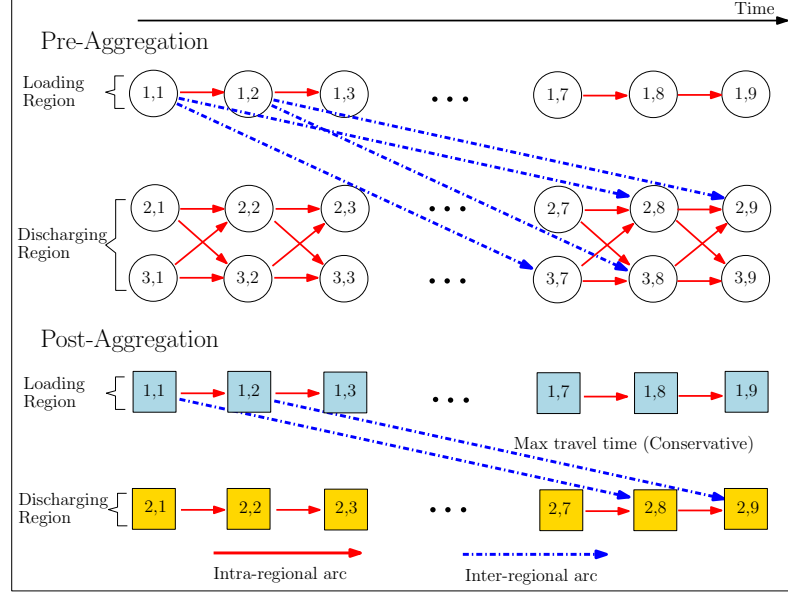 Time
Pre-Aggregation
Loading
Region
1,1 1,2 1,3 ... 1,7 1,8 1,9
2,1 2,2 2,3 ... 2,7 2,8 2,9
Discharging
Region
3,1 3,2 3,3 ... 3,7 3,8 3,9
Post-Aggregation
Loading
Region
1,1 1,2 1,3 ... 1,7 1,8 1,9
Max travel time (Conservative)
Discharging
Region
2,1 2,2 2,3 ... 2,7 2,8 2,9
Intra-regional arc
Inter-regional arc